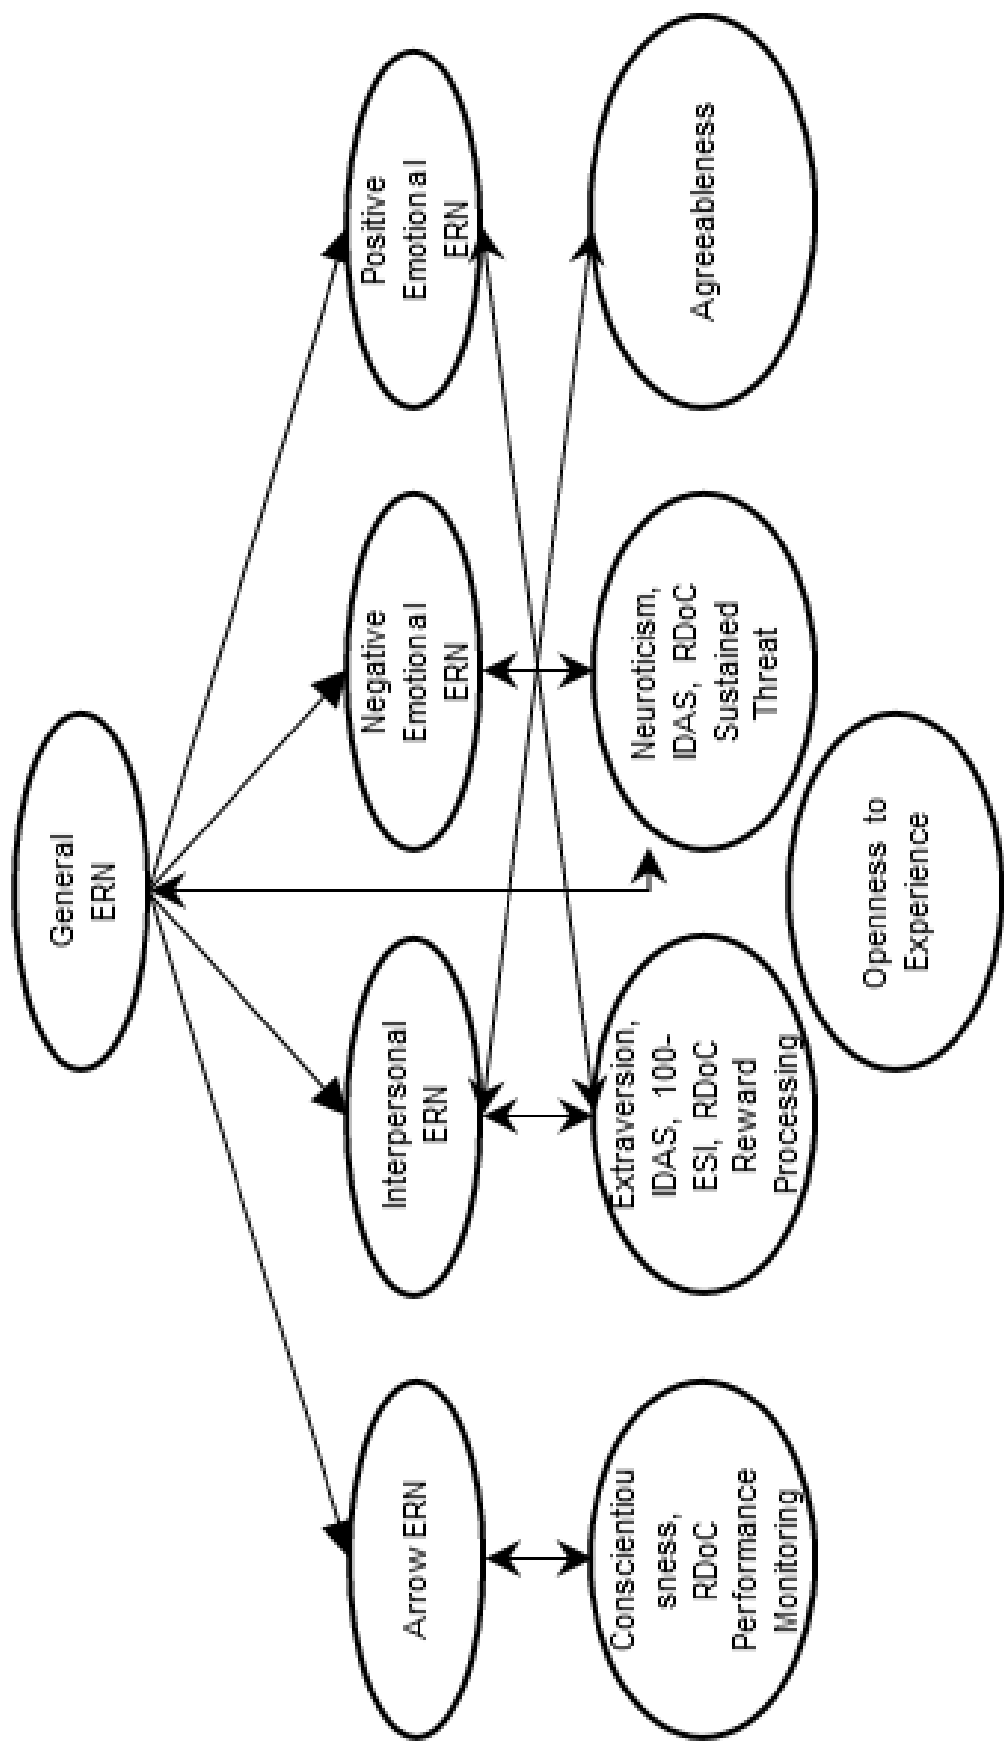 General
ERN
Arrow ERN
Interpersonal
ERN
Negative
Emotional
ERN
Positive
Emotional
ERN
Conscientiou
sness,
RDoC
Performance
Monitoring
Extraversion,
IDAS, 100-
ESI, RDoC
Reward
Processing
Neuroticism,
IDAS, RDoC
Sustained
Threat
Agreeableness
Openness to
Experience